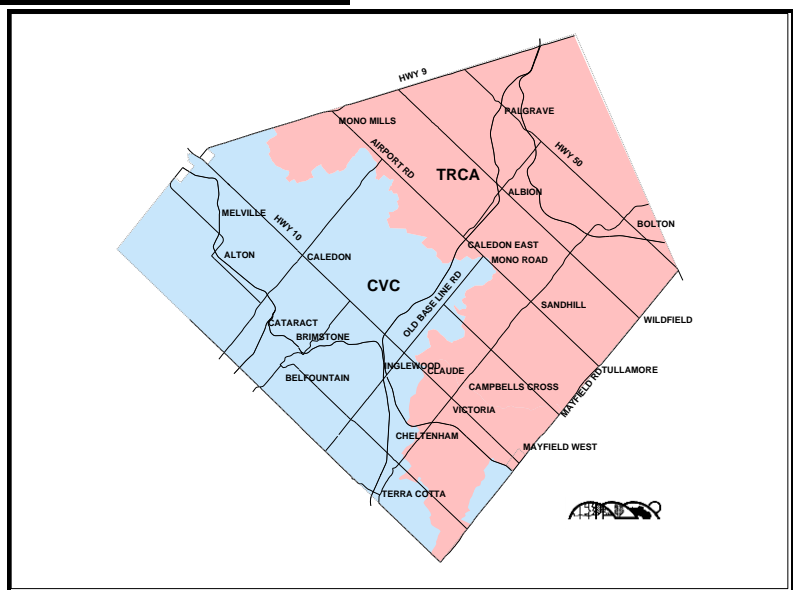 HWY 9
PALGRAVE
MONO MILLS
AIRPORT RD
HWY 50
TRCA
ALBION
MELVILLE
HWY 10
BOLTON
ALTON
CALEDON
CALEDON EAST
MONO ROAD
CVC
OLD BASE LINE RD
SANDHILL
CATARACT
WILDFIELD
BRIMSTONE
INGLEWOOD
CLAUDE
TULLAMORE
BELFOUNTAIN
CAMPBELLS CROSS
MAYFIELD RD
VICTORIA
CHELTENHAM
MAYFIELD WEST
TERRA COTTA